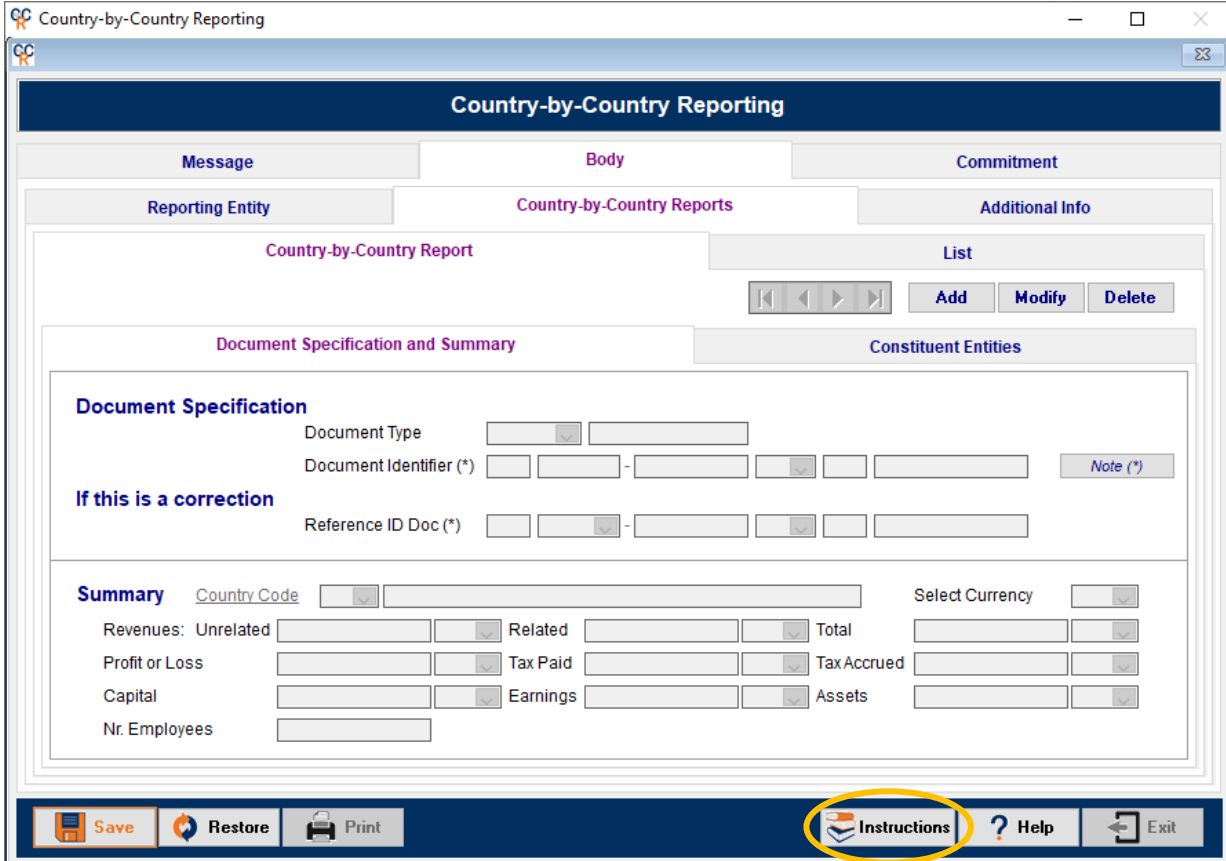 Country-by-Country Reporting
Country-by-Country Reporting
Message Body Commitment
Reporting Entity Country-by-Country Reports Additional Info
Country-by-Country Report List
Add Modify Delete
Document Specification and Summary Constituent Entities
Document Specification
Document Type
Document Identifier (*) - Note (*)
If this is a correction
Reference ID Doc (*) -
Summary Country Code Select Currency
Revenues: Unrelated Related Total
Profit or Loss Tax Paid Tax Accrued
Capital Earnings Assets
Nr. Employees
Save Restore Print Instructions ? Help Exit